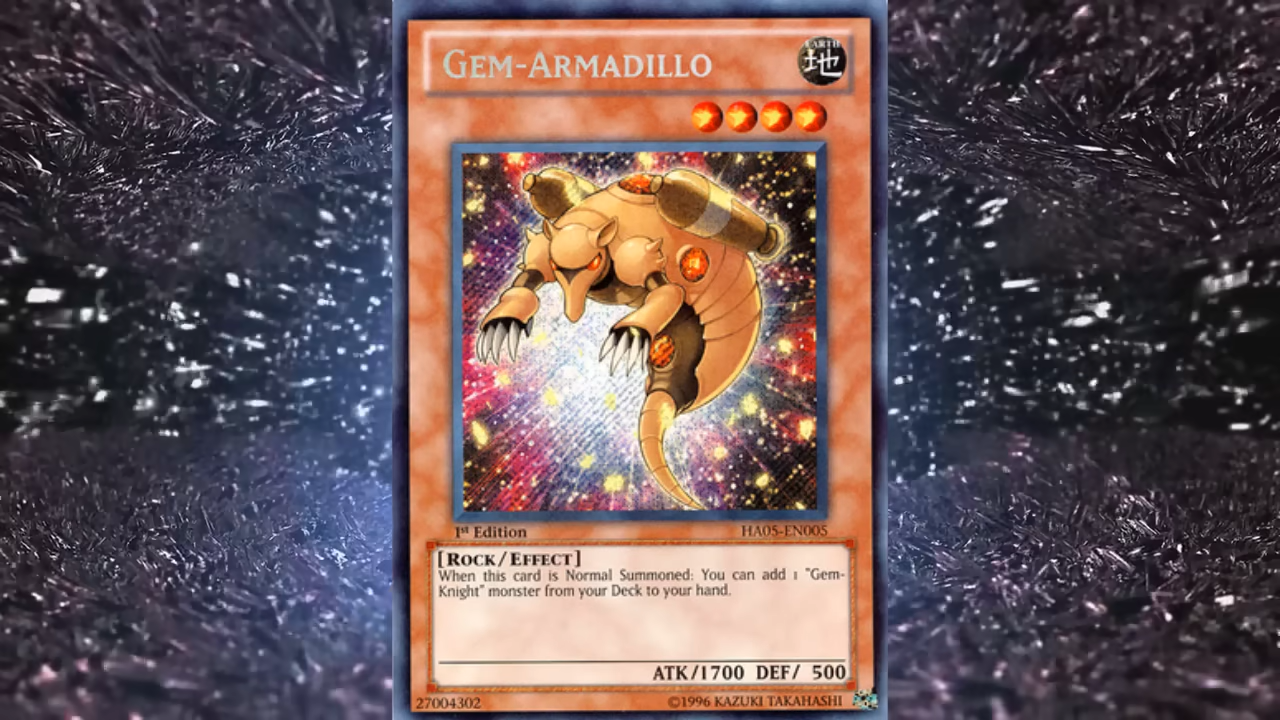 GEM-ARMADILLO
EARTH
地
1st Edition
HA05-EN005
[ROCK/EFFECT]
When this card is Normal Summoned: You can add 1 "Gem-
Knight" monster from your Deck to your hand.
ATK/1700 DEF/ 500
27004302
©1996 KAZUKI TAKAHASHI